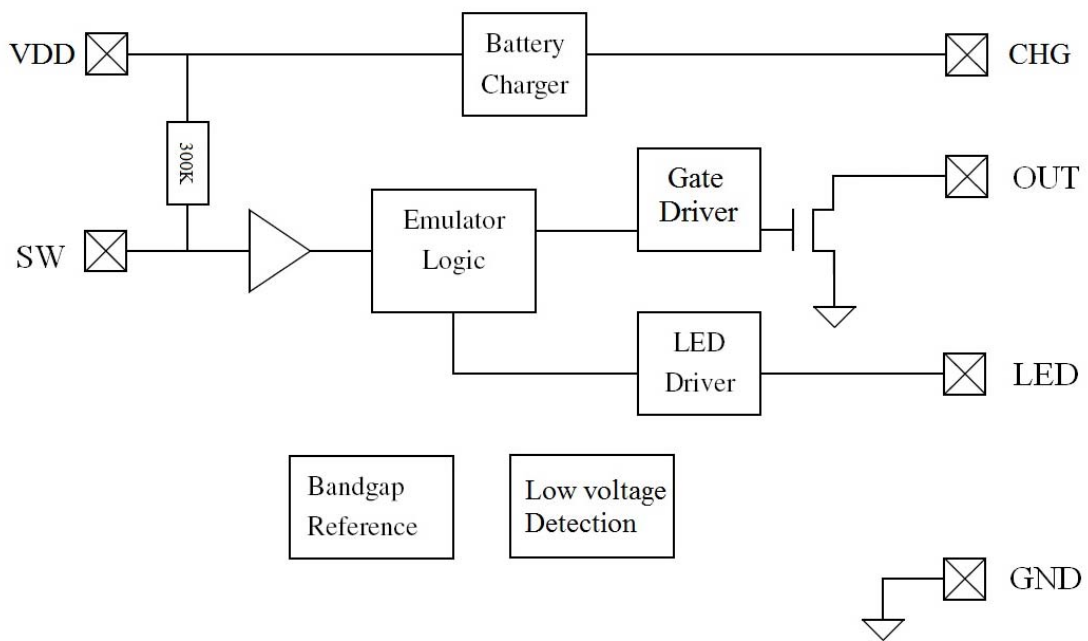 VDD
Battery
Charger
CHG
300K
Gate
Driver
OUT
SW
Emulator
Logic
LED
Driver
LED
Bandgap
Reference
Low voltage
Detection
GND